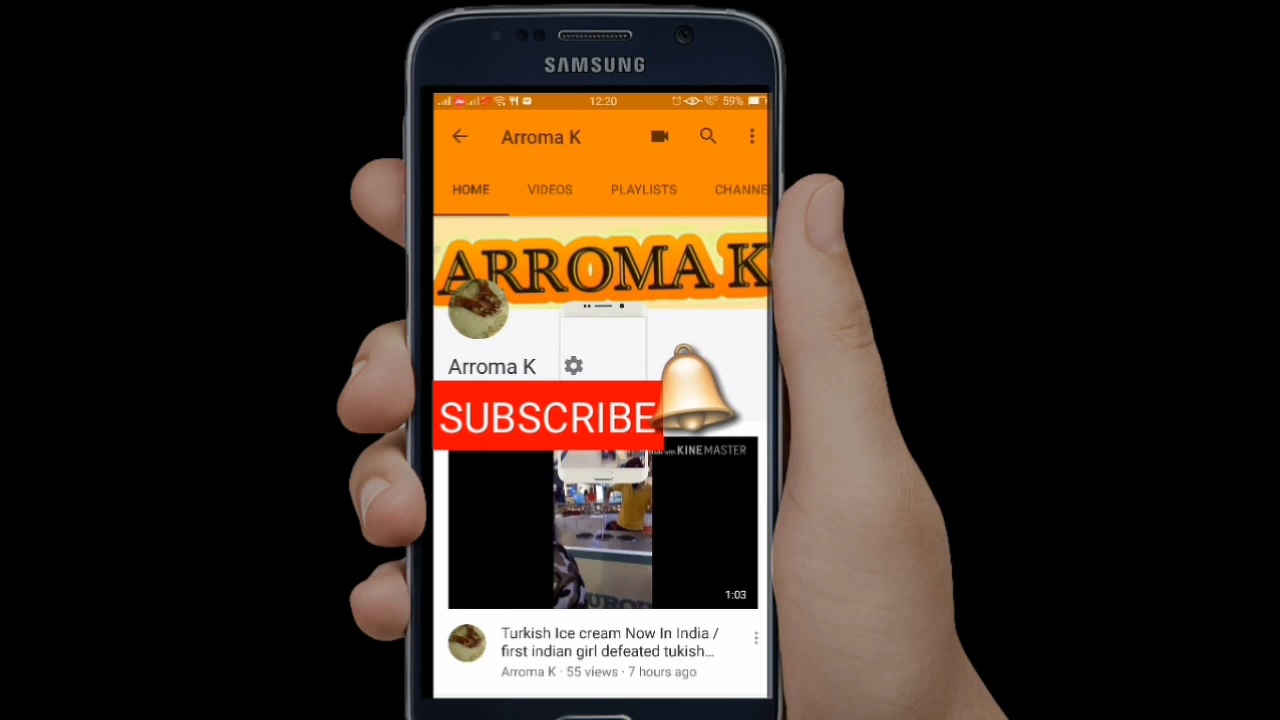 SAMSUNG
12:20
59%
Arroma K
HOME VIDEOS PLAYLISTS CHANNE
ARROMA K
Arroma K
SUBSCRIBE
with KINEMASTER
1:03
Turkish Ice cream Now In India /
first indian girl defeated tukish...
Arroma K · 55 views · 7 hours ago